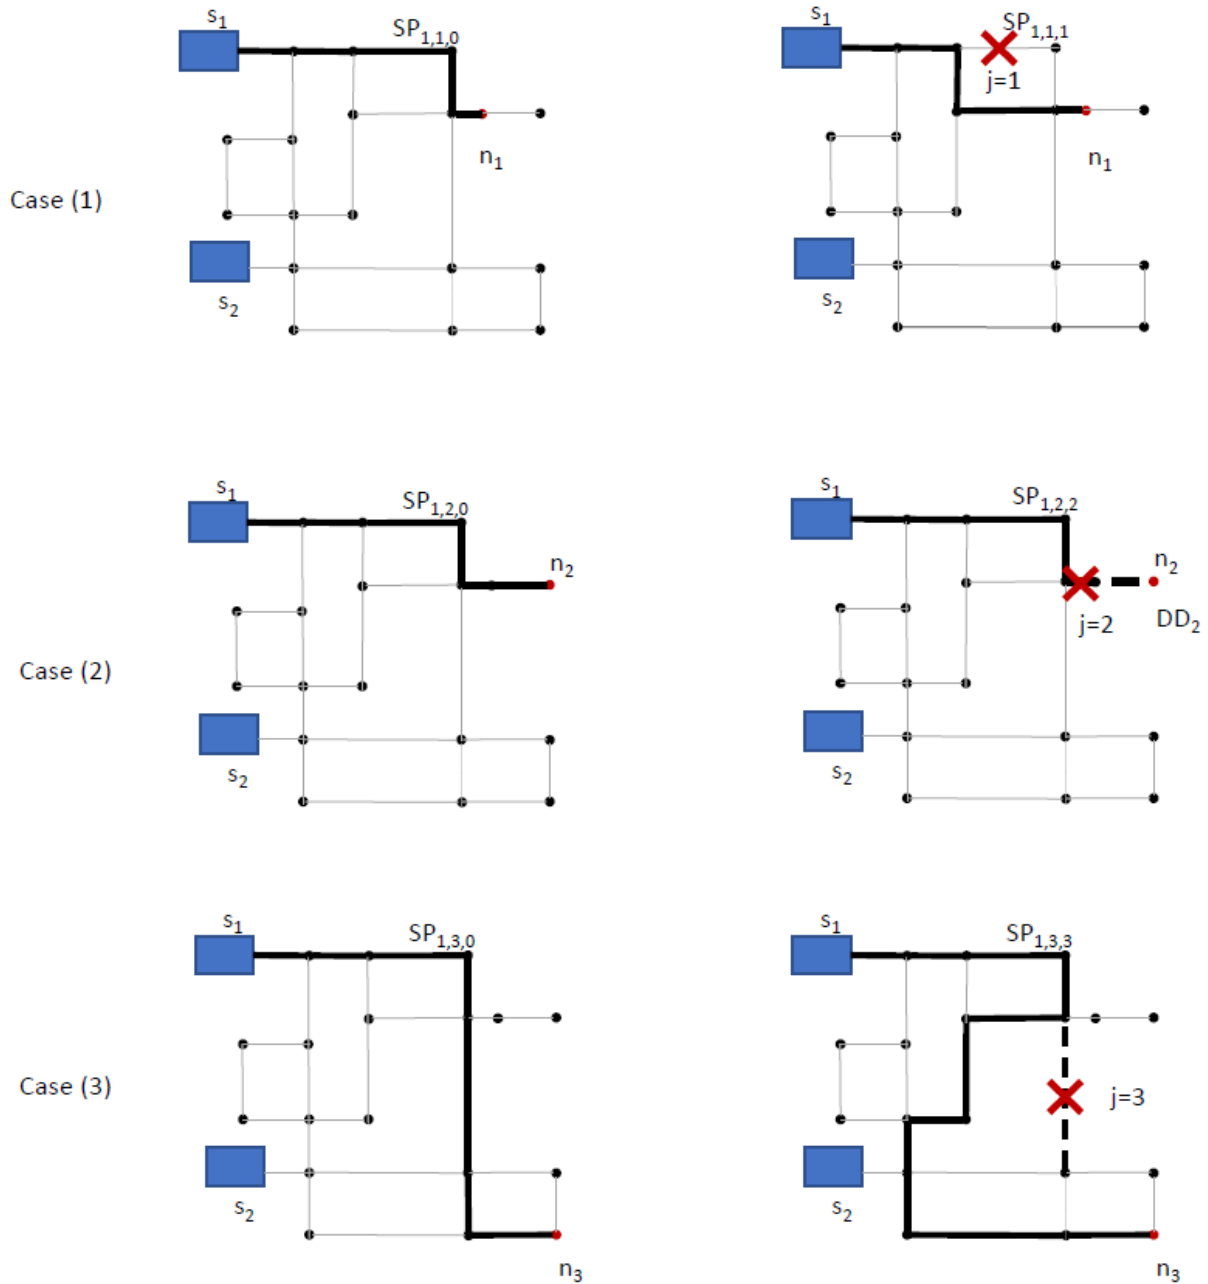 s1
SP1,1,0
n1
Case (1)
s2
s1
SP1,1,1
j=1
n1
s2
s1
SP1,2,0
n2
Case (2)
s2
s1
SP1,2,2
n2
j=2
DD2
s2
s1
SP1,3,0
Case (3)
s2
n3
s1
SP1,3,3
j=3
s2
n3